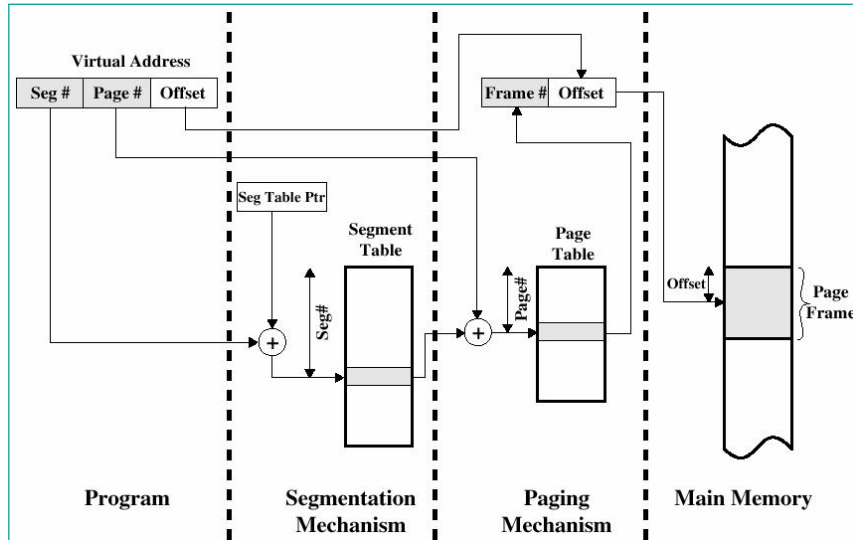 Virtual Address
Seg # Page # Offset
Frame # Offset
Seg Table Ptr
Segment
Table
Page
Table
Seg#
Page#
Offset
Page
Frame
+
+
Program
Segmentation
Mechanism
Paging
Mechanism
Main Memory